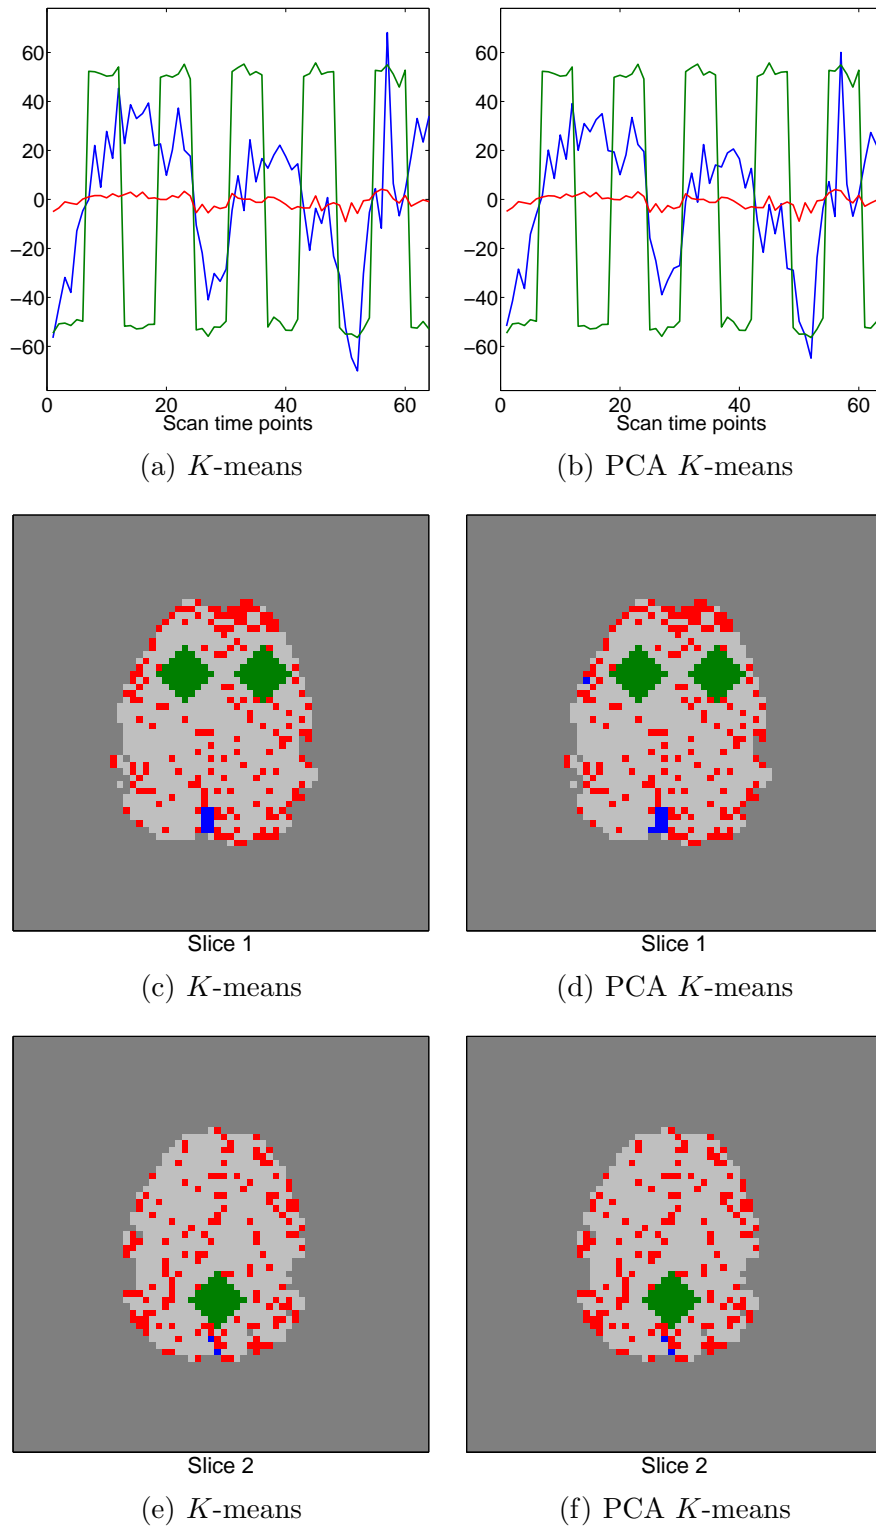 60
40
20
0
−20
−40
−60
0 20 40 60
Scan time points
(a) K-means
60
40
20
0
−20
−40
−60
0 20 40 60
Scan time points
(b) PCA K-means
Slice 1
(c) K-means
Slice 1
(d) PCA K-means
Slice 2
(e) K-means
Slice 2
(f) PCA K-means